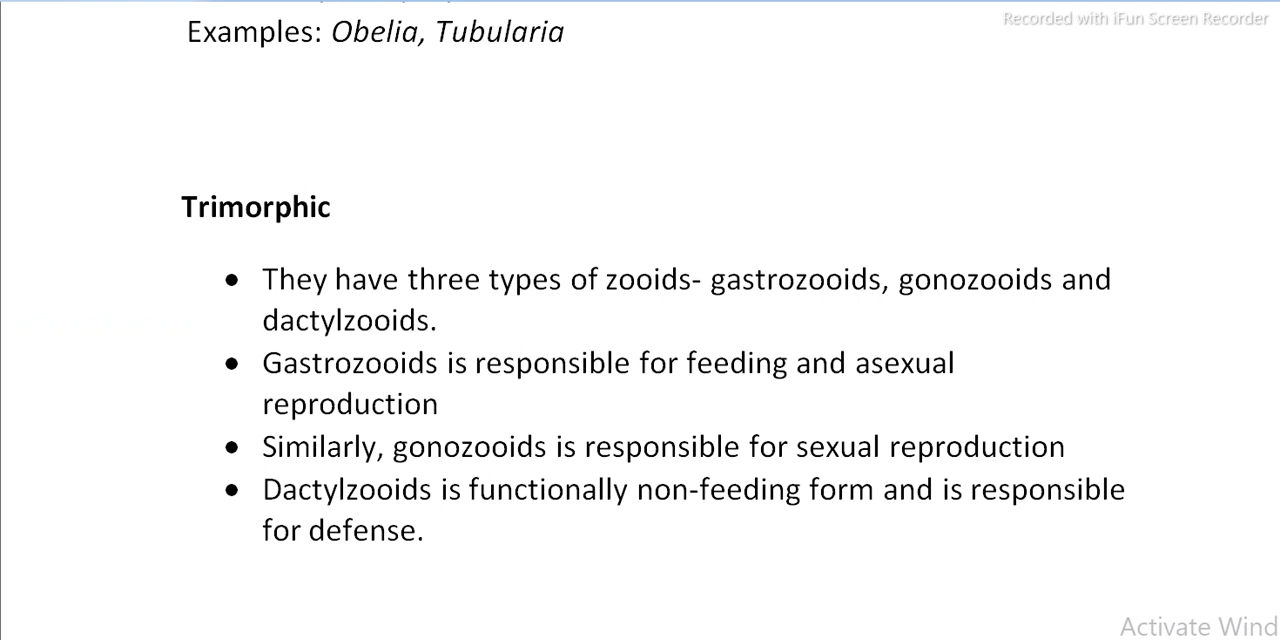 Recorded with iFun Screen Recorder
Examples: Obelia, Tubularia
Trimorphic
• They have three types of zooids- gastrozooids, gonozooids and
dactylzooids.
• Gastrozooids is responsible for feeding and asexual
reproduction
• Similarly, gonozooids is responsible for sexual reproduction
• Dactylzooids is functionally non-feeding form and is responsible
for defense.
Activate Wind